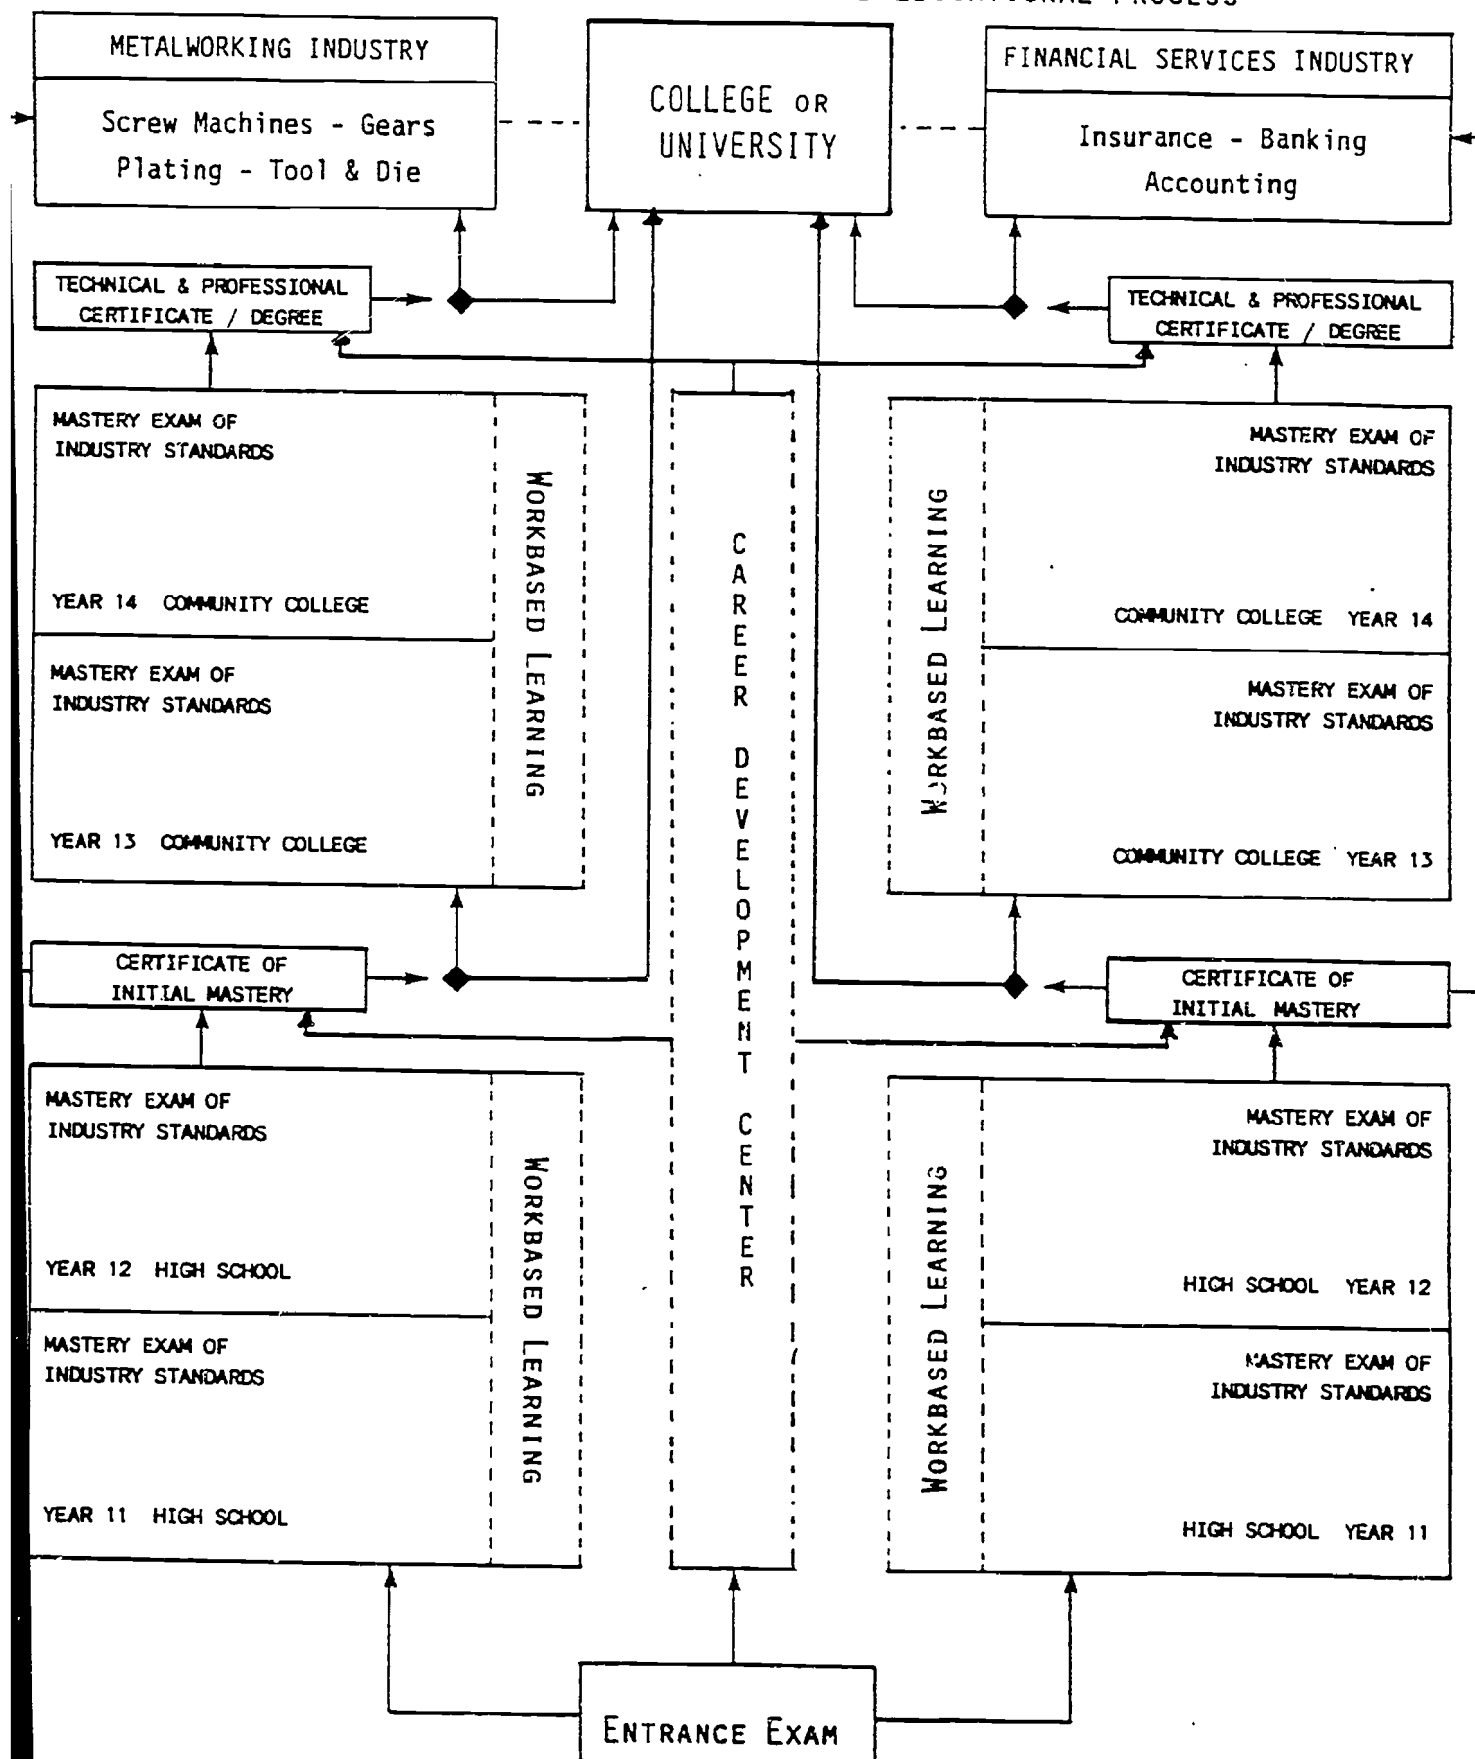 EDUCATIONAL PROCESS
METALWORKING INDUSTRY
Screw Machines - Gears
Plating - Tool & Die
COLLEGE OR
UNIVERSITY
FINANCIAL SERVICES INDUSTRY
Insurance - Banking
Accounting
TECHNICAL & PROFESSIONAL
CERTIFICATE / DEGREE
TECHNICAL & PROFESSIONAL
CERTIFICATE / DEGREE
MASTERY EXAM OF
INDUSTRY STANDARDS
YEAR 14 COMMUNITY COLLEGE
MASTERY EXAM OF
INDUSTRY STANDARDS
YEAR 13 COMMUNITY COLLEGE
WORKBASED LEARNING
CAREER DEVELOPMENT CENTER
WORKBASED LEARNING
MASTERY EXAM OF
INDUSTRY STANDARDS
COMMUNITY COLLEGE YEAR 14
MASTERY EXAM OF
INDUSTRY STANDARDS
COMMUNITY COLLEGE YEAR 13
CERTIFICATE OF
INITIAL MASTERY
CERTIFICATE OF
INITIAL MASTERY
MASTERY EXAM OF
INDUSTRY STANDARDS
YEAR 12 HIGH SCHOOL
MASTERY EXAM OF
INDUSTRY STANDARDS
YEAR 11 HIGH SCHOOL
WORKBASED LEARNING
WORKBASED LEARNING
MASTERY EXAM OF
INDUSTRY STANDARDS
HIGH SCHOOL YEAR 12
MASTERY EXAM OF
INDUSTRY STANDARDS
HIGH SCHOOL YEAR 11
ENTRANCE EXAM